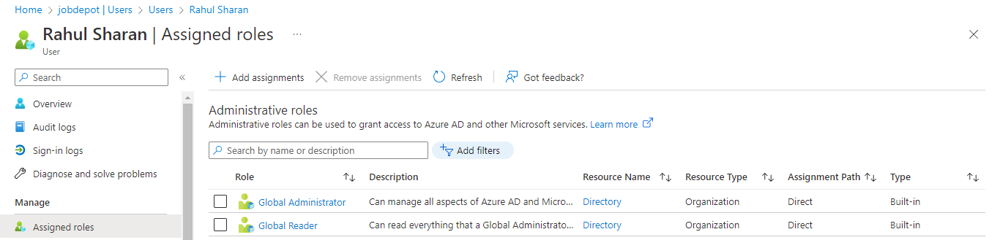 Home > jobdepot | Users > Users > Rahul Sharan
Rahul Sharan | Assigned roles ...
User
Search
Add assignments Remove assignments Refresh Got feedback?
Overview
Audit logs
Sign-in logs
Diagnose and solve problems
Manage
Assigned roles
Administrative roles
Administrative roles can be used to grant access to Azure AD and other Microsoft services. Learn more
Search by name or description Add filters
Role Description Resource Name Resource Type Assignment Path Type
Global Administrator Can manage all aspects of Azure AD and Micro... Directory Organization Direct Built-in
Global Reader Can read everything that a Global Administrato... Directory Organization Direct Built-in